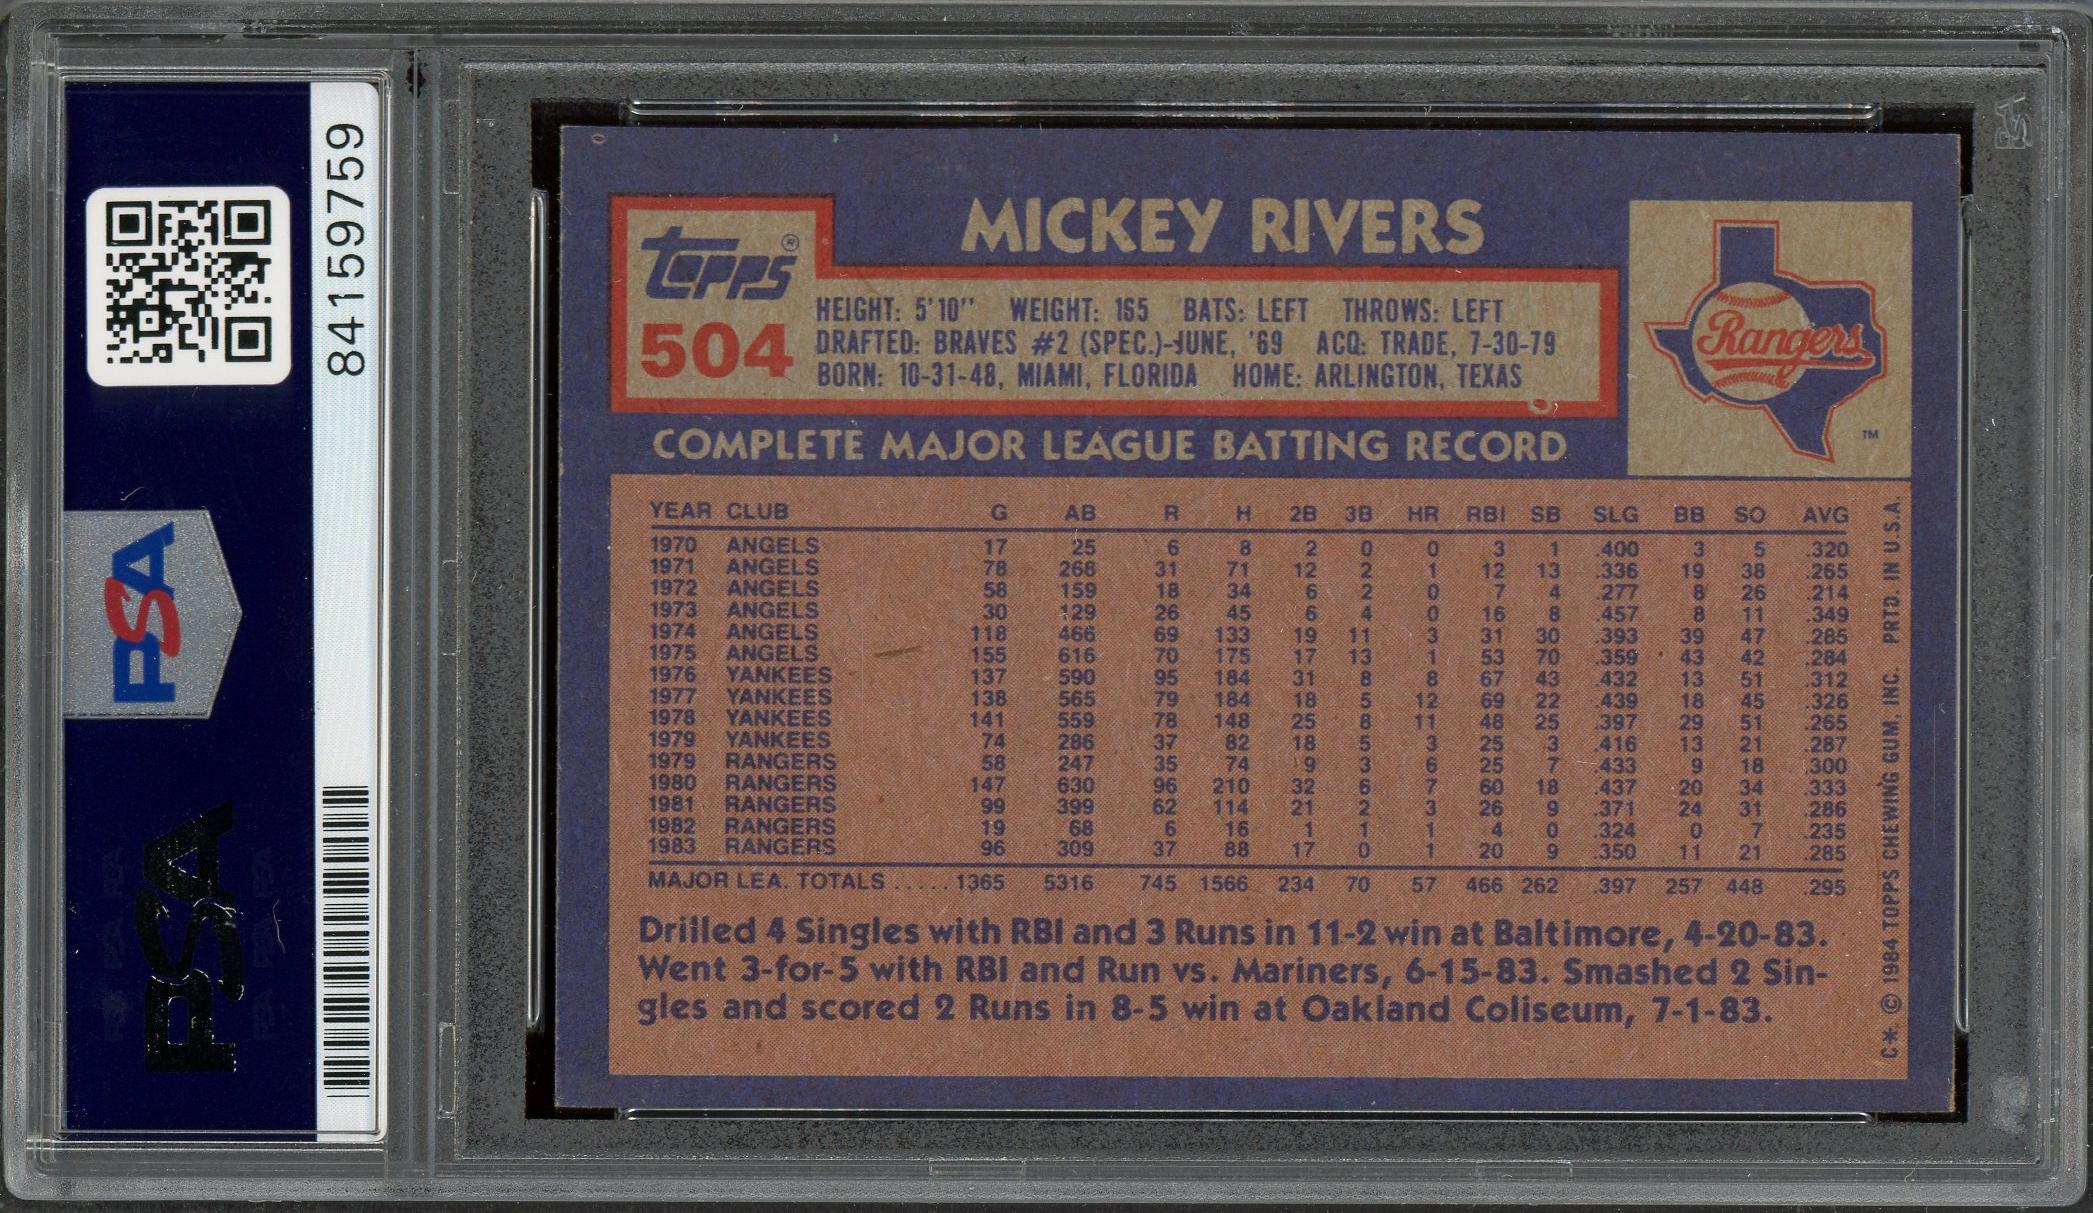 84159759
PSA
PSA
MICKEY RIVERS
Topps®
504
HEIGHT: 5'10" WEIGHT: 165 BATS: LEFT THROWS: LEFT
DRAFTED: BRAVES #2 (SPEC.)-JUNE, '69 ACQ: TRADE, 7-30-79
BORN: 10-31-48, MIAMI, FLORIDA HOME: ARLINGTON, TEXAS
Rangers
TM
COMPLETE MAJOR LEAGUE BATTING RECORD
YEAR CLUB G AB R H 2B 3B HR RBI SB SLG BB SO AVG
1970 ANGELS 17 25 6 8 2 0 0 3 1 .400 3 5 .320
1971 ANGELS 78 268 31 71 12 2 1 12 13 .336 19 38 .265
1972 ANGELS 58 159 18 34 6 2 0 7 4 .277 8 26 .214
1973 ANGELS 30 129 26 45 6 4 0 16 8 .457 8 11 .349
1974 ANGELS 118 466 69 133 19 11 3 31 30 .393 39 47 .285
1975 ANGELS 155 616 70 175 17 13 1 53 70 .359 43 42 .284
1976 YANKEES 137 590 95 184 31 8 8 67 43 .432 13 51 .312
1977 YANKEES 138 565 79 184 18 5 12 69 22 .439 18 45 .326
1978 YANKEES 141 559 78 148 25 8 11 48 25 .397 29 51 .265
1979 YANKEES 74 286 37 82 18 5 3 25 3 .416 13 21 .287
1979 RANGERS 58 247 35 74 9 3 6 25 7 .433 9 18 .300
1980 RANGERS 147 630 96 210 32 6 7 60 18 .437 20 34 .333
1981 RANGERS 99 399 62 114 21 2 3 26 9 .371 24 31 .286
1982 RANGERS 19 68 6 16 1 1 1 4 0 .324 0 7 .235
1983 RANGERS 96 309 37 88 17 0 1 20 9 .350 11 21 .285
MAJOR LEA. TOTALS ..... 1365 5316 745 1566 234 70 57 466 262 .397 257 448 .295
Drilled 4 Singles with RBI and 3 Runs in 11-2 win at Baltimore, 4-20-83.
Went 3-for-5 with RBI and Run vs. Mariners, 6-15-83. Smashed 2 Sin-
gles and scored 2 Runs in 8-5 win at Oakland Coliseum, 7-1-83.
C* © 1984 TOPPS CHEWING GUM, INC. PRTD. IN U.S.A.
PSA